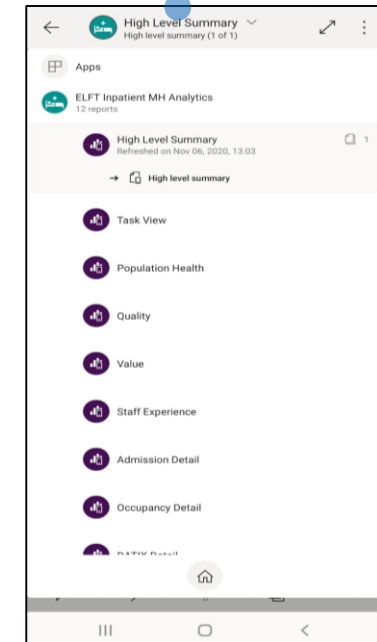 High Level Summary
High level summary (1 of 1)
Apps
ELFT Inpatient MH Analytics
12 reports
High Level Summary
1
Refreshed on Nov 06, 2020, 13:03
→ High level summary
Task View
Population Health
Quality
Value
Staff Experience
Admission Detail
Occupancy Detail
DATIX Detail